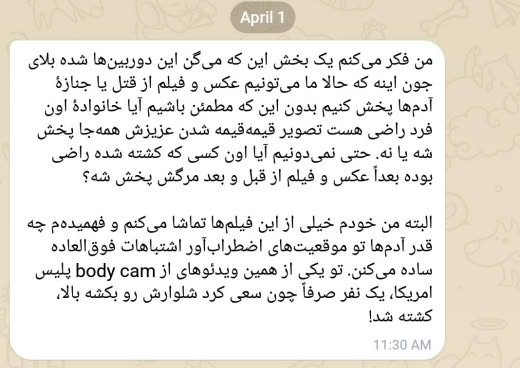 April 1
من فکر می‌کنم یک بخش این که می‌گن این دوربین‌ها شده بلای
جون اینه که حالا ما می‌تونیم عکس و فیلم از قتل یا جنازهٔ
آدم‌ها پخش کنیم بدون این که مطمئن باشیم آیا خانوادهٔ اون
فرد راضی هست تصویر قیمه‌قیمه شدن عزیزش همه‌جا پخش
شه یا نه. حتی نمی‌دونیم آیا اون کسی که کشته شده راضی
بوده بعداً عکس و فیلم از قبل و بعد مرگش پخش شه؟
البته من خودم خیلی از این فیلم‌ها تماشا می‌کنم و فهمیده‌م چه
قدر آدم‌ها تو موقعیت‌های اضطراب‌آور اشتباهات فوق‌العاده
ساده می‌کنن. تو یکی از همین ویدئوهای از body cam پلیس
امریکا، یک نفر صرفاً چون سعی کرد شلوارش رو بکشه بالا،
کشته شد!
11:30 AM